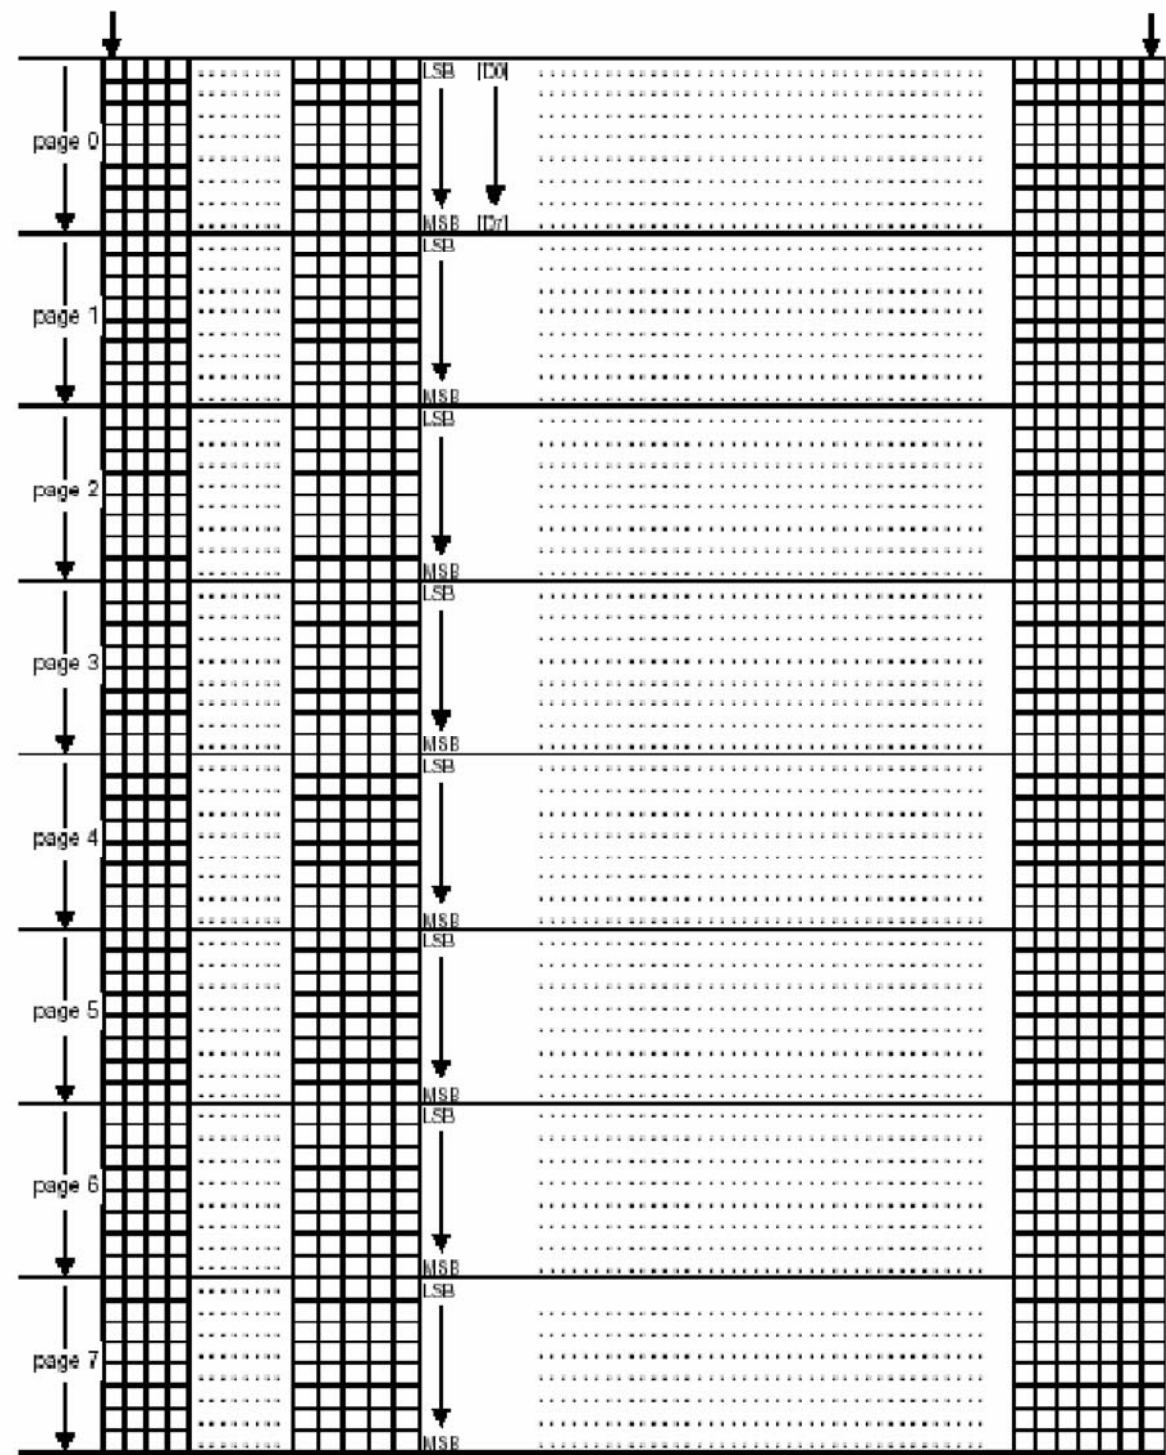 LSB [D0]
page 0
MSB [D7]
LSB
page 1
MSB
LSB
page 2
MSB
LSB
page 3
MSB
LSB
page 4
MSB
LSB
page 5
MSB
LSB
page 6
MSB
LSB
page 7
MSB